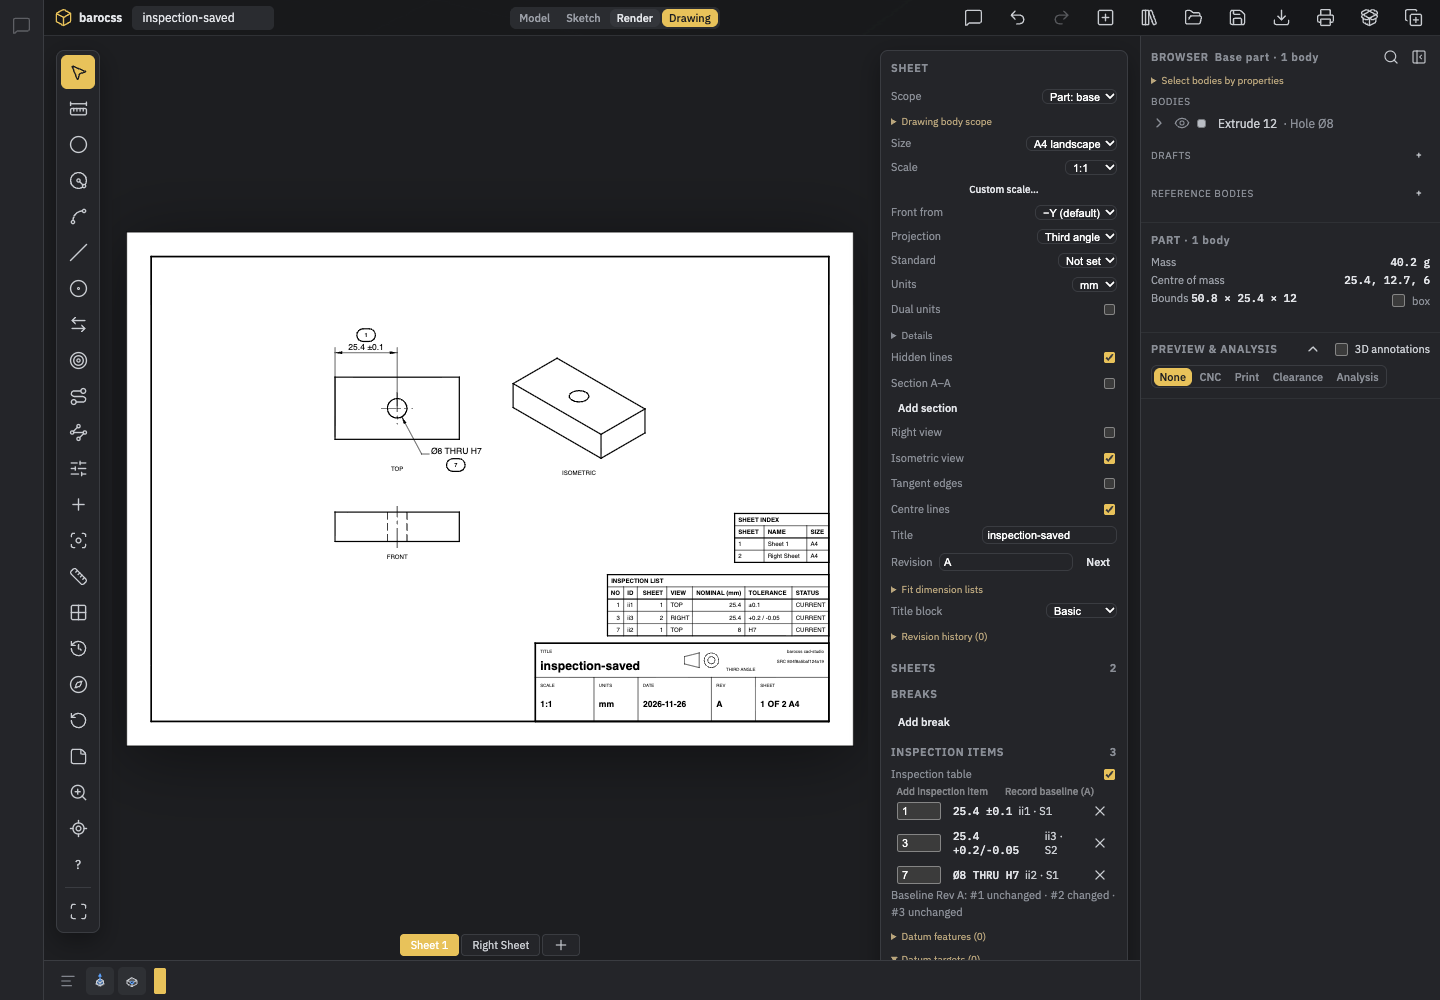 barocss
inspection-saved
Model Sketch Render Drawing
SHEET
Scope Part: base
Drawing body scope
Size A4 landscape
Scale 1:1
Custom scale...
Front from −Y (default)
Projection Third angle
Standard Not set
Units mm
Dual units
Details
Hidden lines
Section A–A
Add section
Right view
Isometric view
Tangent edges
Centre lines
Title inspection-saved
Revision A Next
Fit dimension lists
Title block Basic
Revision history (0)
SHEETS 2
BREAKS
Add break
INSPECTION ITEMS 3
Inspection table
Add inspection item Record baseline (A)
1 25.4 ±0.1 ii1 · S1
3 25.4 +0.2/-0.05 ii3 · S2
7 Ø8 THRU H7 ii2 · S1
Baseline Rev A: #1 unchanged · #2 changed ·
#3 unchanged
Datum features (0)
Datum targets (0)
BROWSER Base part · 1 body
Select bodies by properties
BODIES
Extrude 12 · Hole Ø8
DRAFTS +
REFERENCE BODIES +
PART · 1 body
Mass 40.2 g
Centre of mass 25.4, 12.7, 6
Bounds 50.8 × 25.4 × 12 box
PREVIEW & ANALYSIS 3D annotations
None CNC Print Clearance Analysis
1
25.4 ±0.1
Ø8 THRU H7
7
TOP
ISOMETRIC
FRONT
SHEET INDEX
SHEET NAME SIZE
1 Sheet 1 A4
2 Right Sheet A4
INSPECTION LIST
NO ID SHEET VIEW NOMINAL (mm) TOLERANCE STATUS
1 ii1 1 TOP 25.4 ±0.1 CURRENT
3 ii3 2 RIGHT 25.4 +0.2 / -0.05 CURRENT
7 ii2 1 TOP 8 H7 CURRENT
TITLE
inspection-saved
THIRD ANGLE
barocss cad-studio
SCALE UNITS DATE REV SHEET
1:1 mm 2026-11-26 A 1 OF 2 A4
?
Sheet 1 Right Sheet +